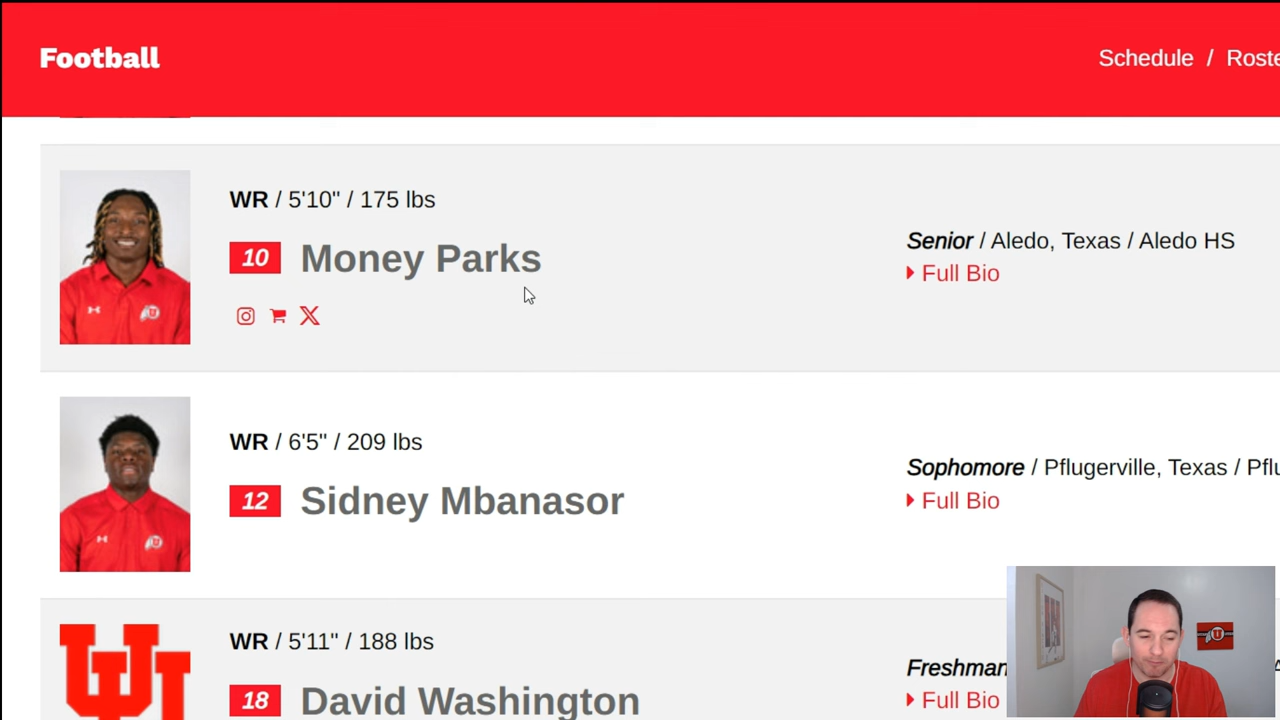 Football
Schedule / Roste
WR / 5'10" / 175 lbs
10 Money Parks
Senior / Aledo, Texas / Aledo HS
Full Bio
WR / 6'5" / 209 lbs
12 Sidney Mbanasor
Sophomore / Pflugerville, Texas / Pflu
Full Bio
WR / 5'11" / 188 lbs
18 David Washington
Freshman
Full Bio